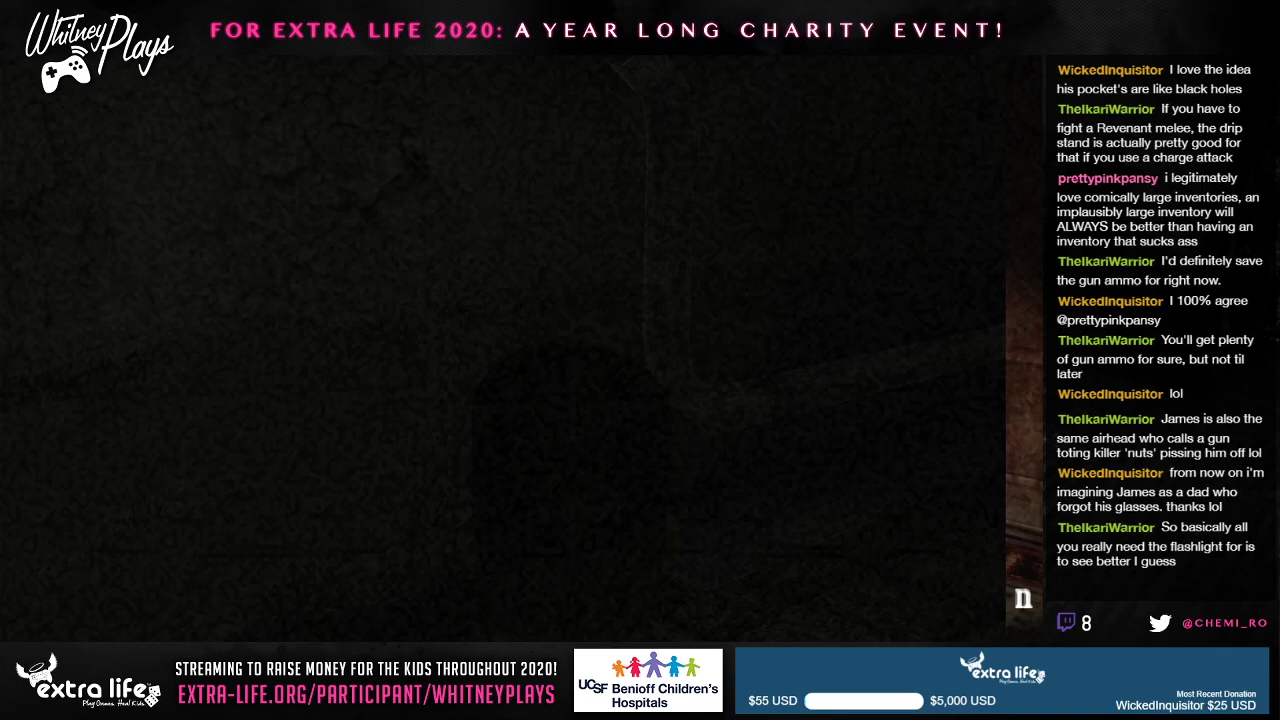 Whitney Plays
FOR EXTRA LIFE 2020: A YEAR LONG CHARITY EVENT!
WickedInquisitor I love the idea
his pocket's are like black holes
TheIkariWarrior If you have to
fight a Revenant melee, the drip
stand is actually pretty good for
that if you use a charge attack
prettypinkpansy i legitimately
love comically large inventories, an
implausibly large inventory will
ALWAYS be better than having an
inventory that sucks ass
TheIkariWarrior I'd definitely save
the gun ammo for right now.
WickedInquisitor I 100% agree
@prettypinkpansy
TheIkariWarrior You'll get plenty
of gun ammo for sure, but not til
later
WickedInquisitor lol
TheIkariWarrior James is also the
same airhead who calls a gun
toting killer 'nuts' pissing him off lol
WickedInquisitor from now on i'm
imagining James as a dad who
forgot his glasses. thanks lol
TheIkariWarrior So basically all
you really need the flashlight for is
to see better I guess
n
8 @CHEMI_RO
extra life
Play Games. Heal Kids.
STREAMING TO RAISE MONEY FOR THE KIDS THROUGHOUT 2020!
EXTRA-LIFE.ORG/PARTICIPANT/WHITNEYPLAYS
UCSF Benioff Children's
Hospitals
extra life
Play Games. Heal Kids.
$55 USD $5,000 USD
Most Recent Donation
WickedInquisitor $25 USD